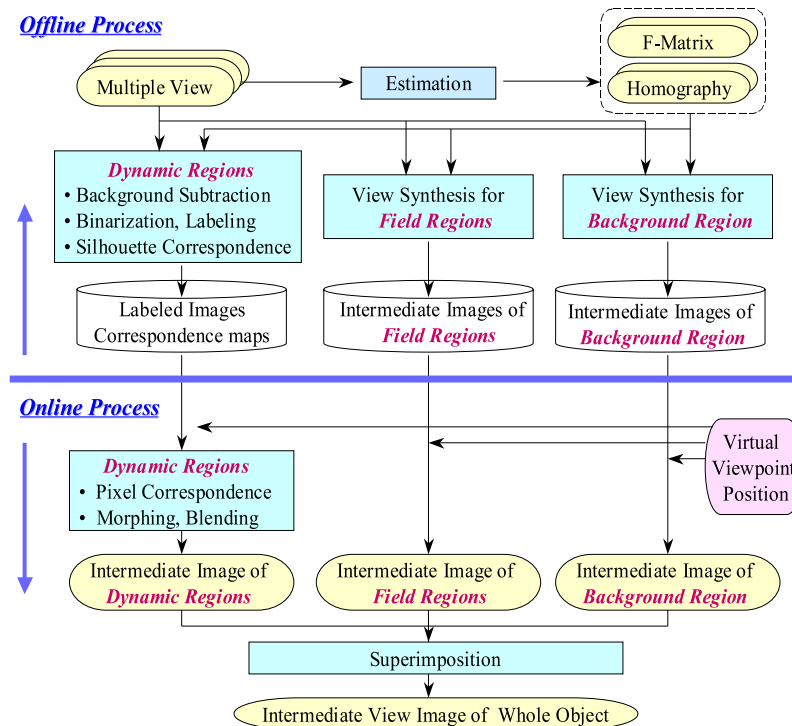 Offline Process
F-Matrix
Multiple View
Estimation
Homography
Dynamic Regions
• Background Subtraction
• Binarization, Labeling
• Silhouette Correspondence
View Synthesis for
Field Regions
View Synthesis for
Background Region
Labeled Images
Correspondence maps
Intermediate Images of
Field Regions
Intermediate Images of
Background Region
Online Process
Virtual
Viewpoint
Position
Dynamic Regions
• Pixel Correspondence
• Morphing, Blending
Intermediate Image of
Dynamic Regions
Intermediate Image of
Field Regions
Intermediate Image of
Background Region
Superimposition
Intermediate View Image of Whole Object